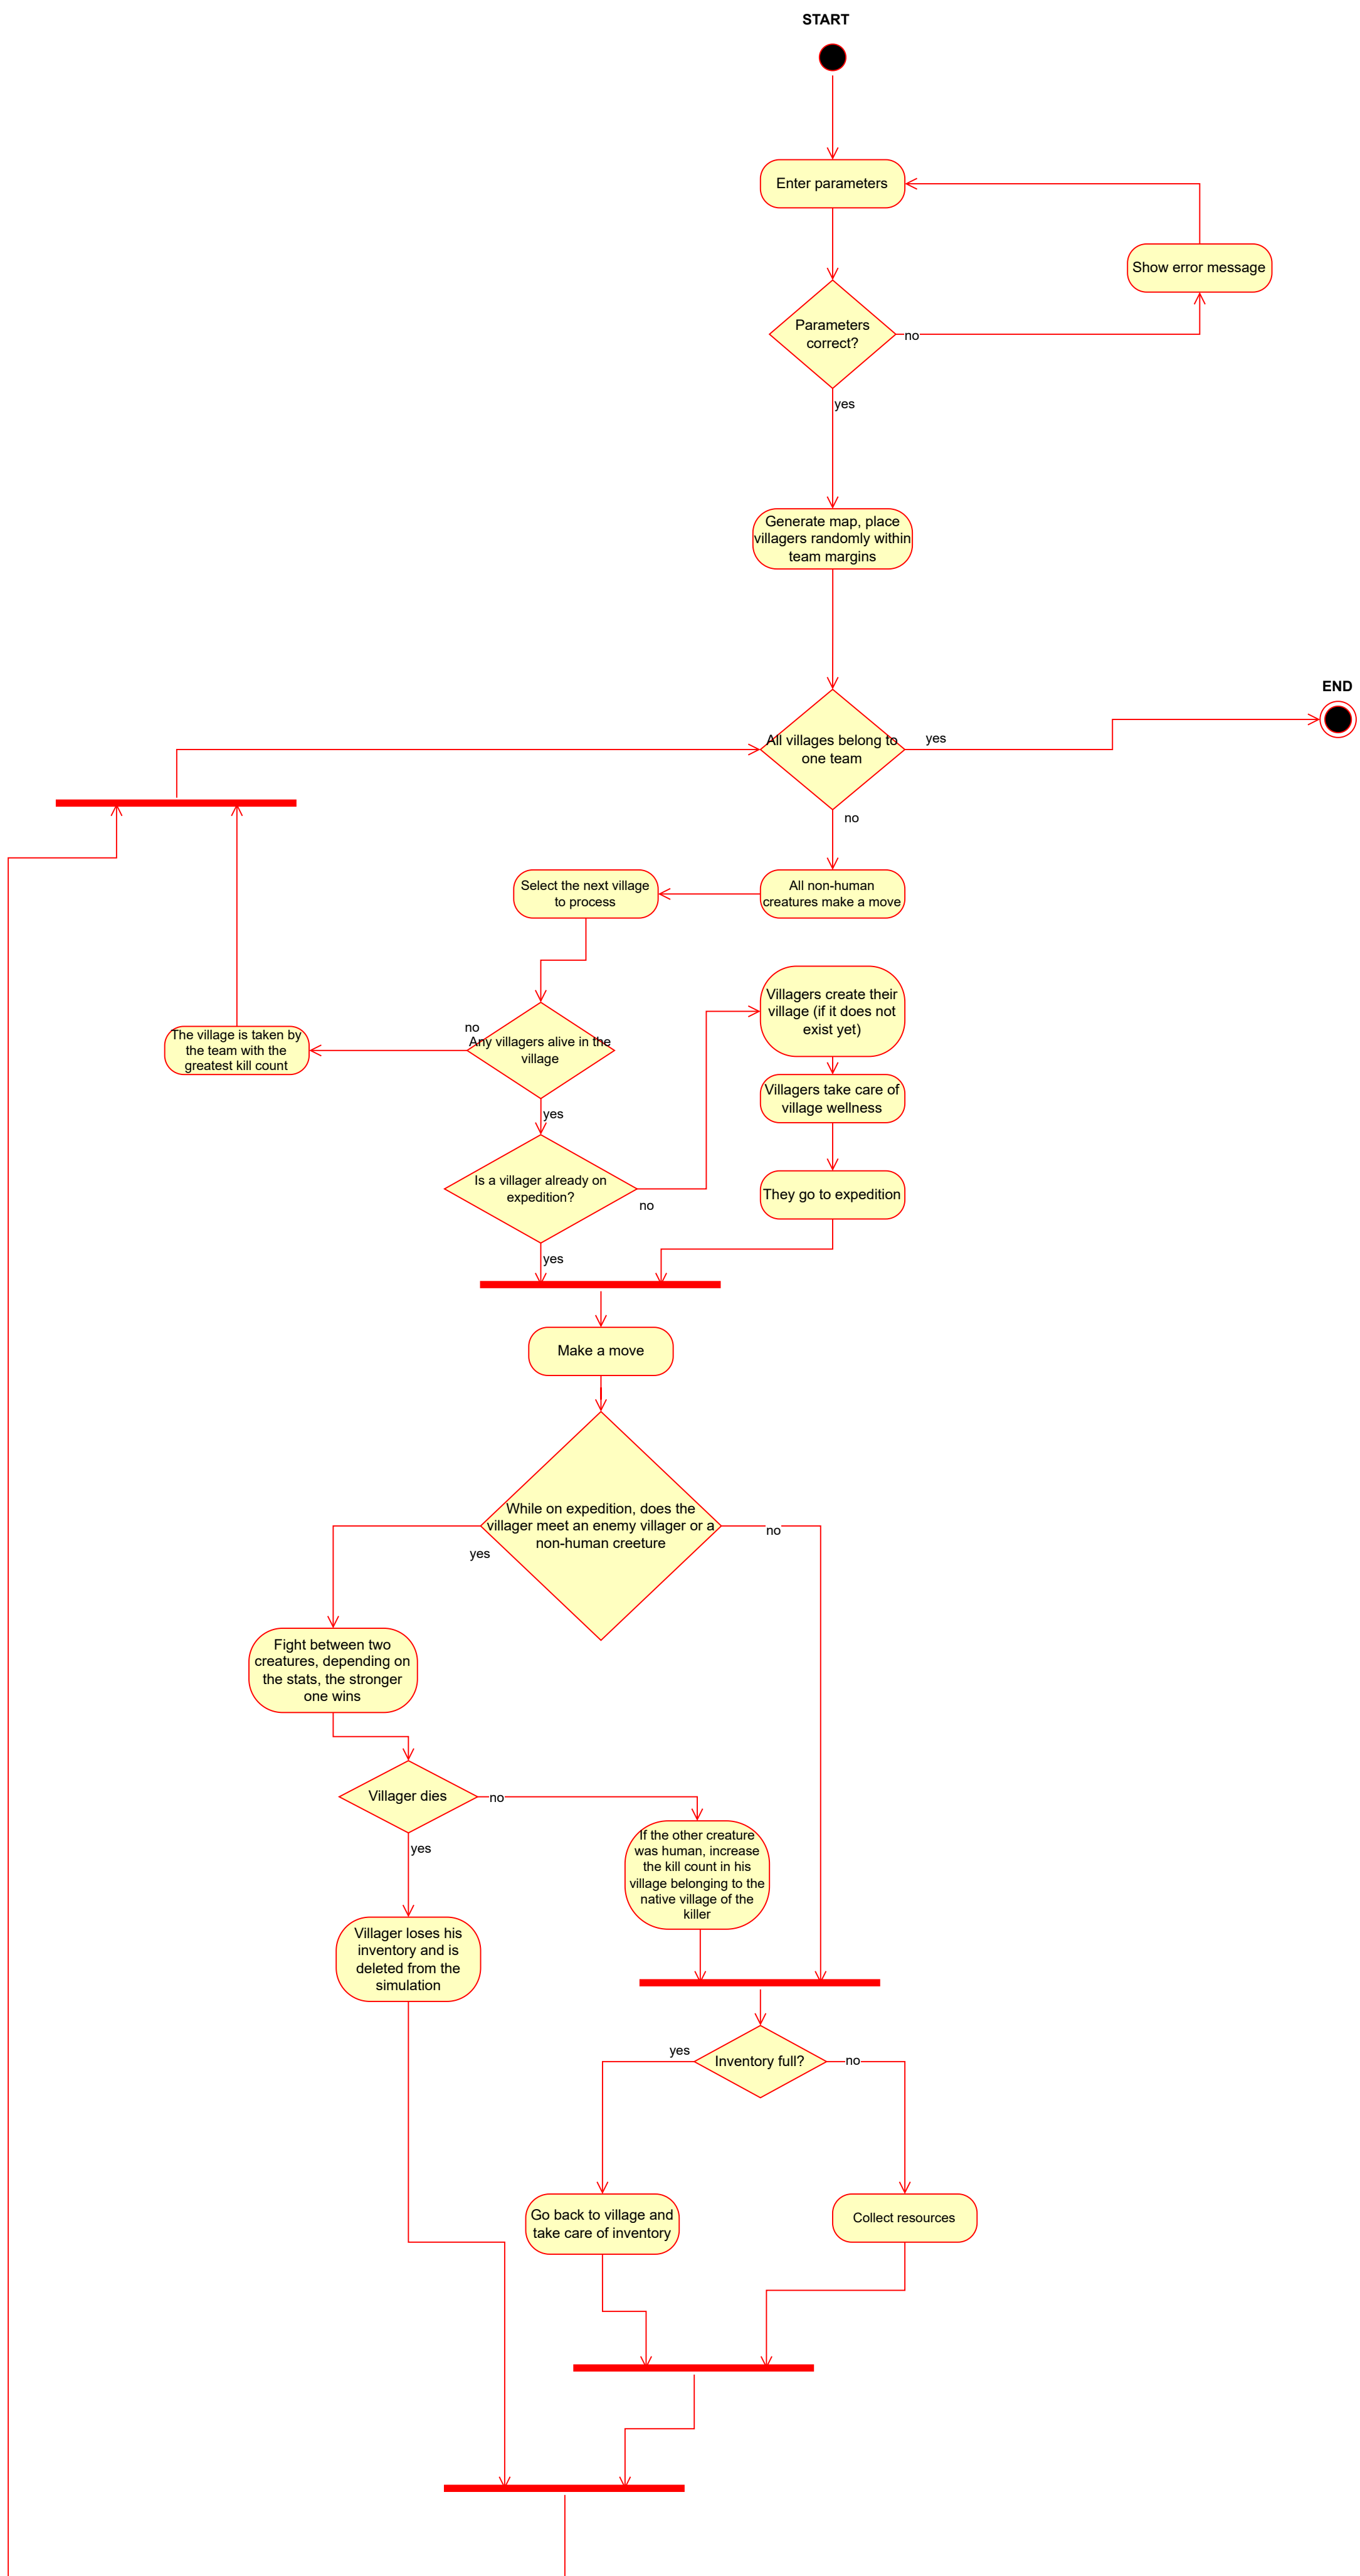 START
Enter parameters
Show error message
Parameters
correct?
no
yes
Generate map, place
villagers randomly within
team margins
END
All villages belong to
one team
yes
no
Select the next village
to process
All non-human
creatures make a move
Villagers create their
village (if it does not
exist yet)
no
The village is taken by
the team with the
greatest kill count
Any villagers alive in the
village
Villagers take care of
village wellness
yes
Is a villager already on
expedition?
no
They go to expedition
yes
Make a move
While on expedition, does the
villager meet an enemy villager or a
non-human creeture
no
yes
Fight between two
creatures, depending on
the stats, the stronger
one wins
Villager dies
no
yes
If the other creature
was human, increase
the kill count in his
village belonging to the
native village of the
killer
Villager loses his
inventory and is
deleted from the
simulation
yes
Inventory full?
no
Go back to village and
take care of inventory
Collect resources